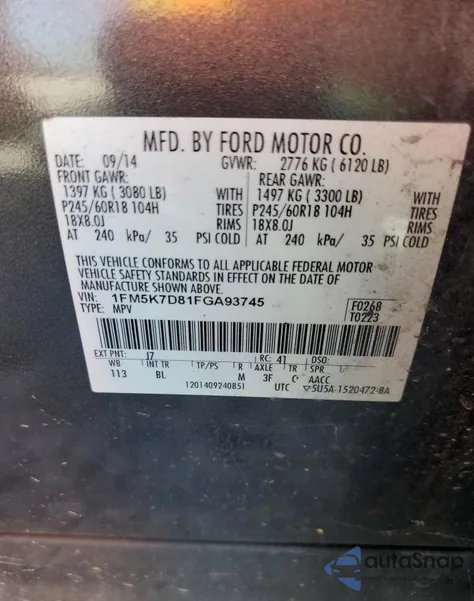 MFD. BY FORD MOTOR CO.
DATE: 09/14 GVWR: 2776 KG ( 6120 LB)
FRONT GAWR: REAR GAWR:
1397 KG ( 3080 LB) WITH 1497 KG ( 3300 LB) WITH
P245/60R18 104H TIRES P245/60R18 104H TIRES
18X8.0J RIMS 18X8.0J RIMS
AT 240 kPa/ 35 PSI COLD AT 240 kPa/ 35 PSI COLD
THIS VEHICLE CONFORMS TO ALL APPLICABLE FEDERAL MOTOR
VEHICLE SAFETY STANDARDS IN EFFECT ON THE DATE OF
MANUFACTURE SHOWN ABOVE.
VIN: 1FM5K7D81FGA93745 F0268
TYPE: MPV T0223
EXT PNT: J7 RC: 41 DSO:
WB INT TR TP/PS R AXLE TR SPR
113 BL M 3F C AACC
1201409240851 UTC 5U5A-1520472-BA
autoSnap